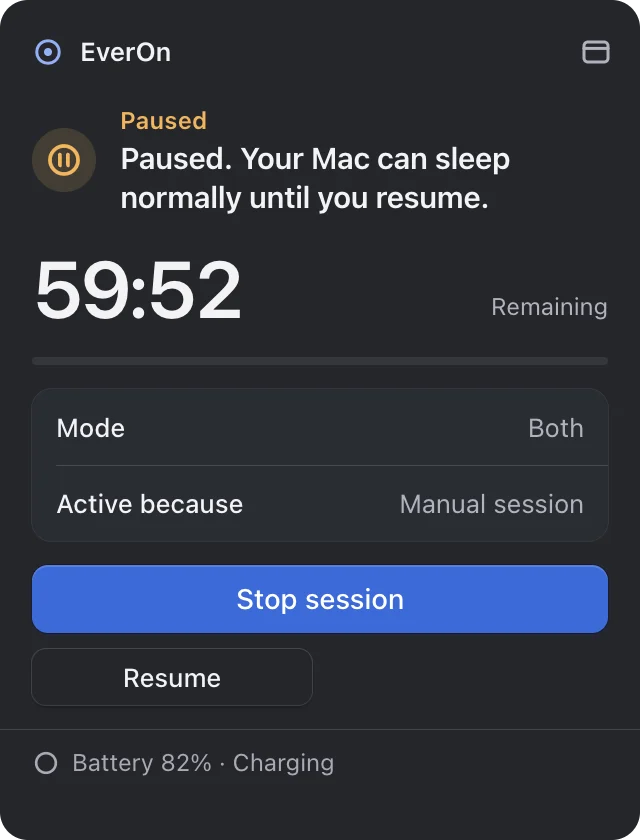 EverOn
Paused
Paused. Your Mac can sleep
normally until you resume.
59:52
Remaining
Mode
Both
Active because
Manual session
Stop session
Resume
Battery 82% · Charging